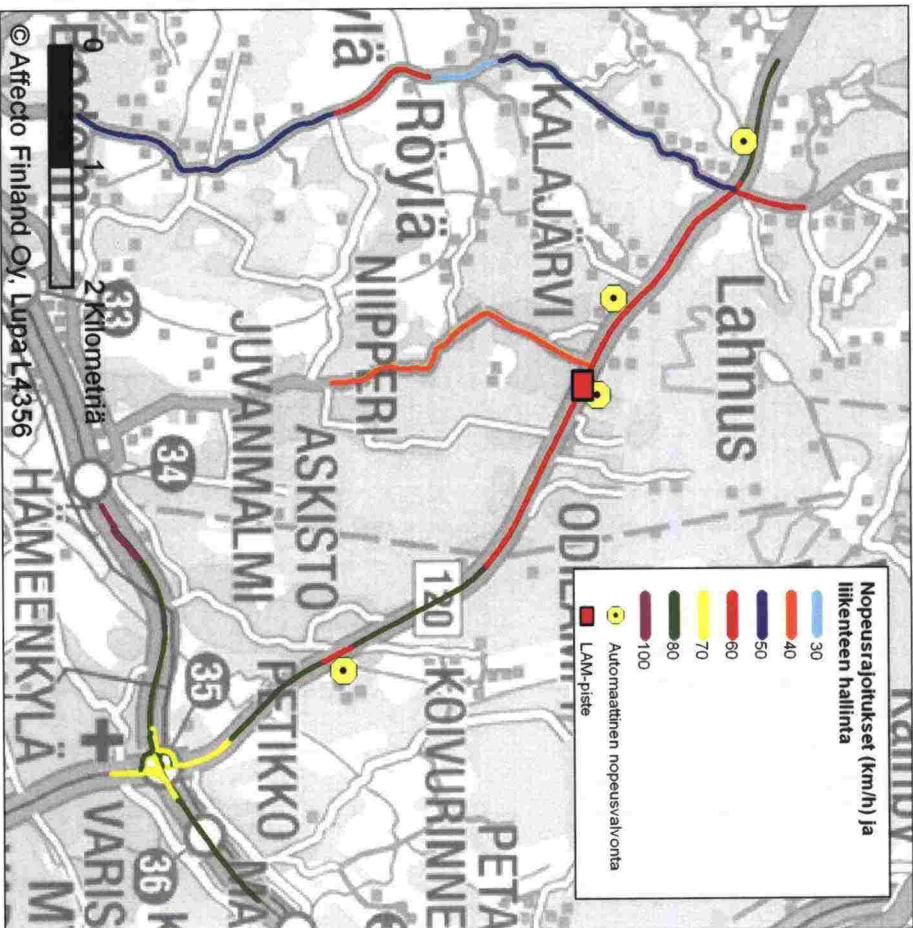 Nopeusrajoitukset (km/h) ja
liikenteen hallinta
30
40
50
60
70
80
100
Automaattinen nopeusvalvonta
LAM-piste
Lahnus
KALAJÄRVI
Röylä
NIIPPERI
ASKISTO
JUVANMALMI
120
KOIVURINNE
PETIKKO
HÄMEENKYLÄ
VARIS
PETA
MA
33
34
35
36
0 1 2 Kilometriä
© Affecto Finland Oy, Lupa L4356